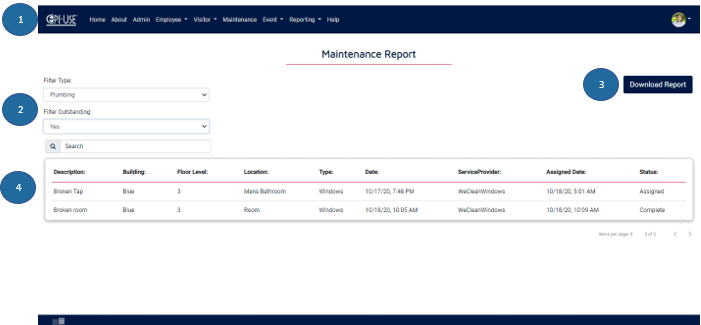 1
EPI-USE Home About Admin Employee Visitor Maintenance Event Reporting Help
Maintenance Report
Filter Type:
Plumbing
3
Download Report
2
Filter Outstanding:
Yes
Search
4
Description: Building: Floor Level: Location: Type: Date: ServiceProvider: Assigned Date: Status:
Broken Tap Blue 3 Mens Bathroom Windows 10/17/20, 7:48 PM WeCleanWindows 10/18/20, 5:01 AM Assigned
Broken room Blue 3 Room Windows 10/18/20, 10:05 AM WeCleanWindows 10/18/20, 10:09 AM Complete
Items per page: